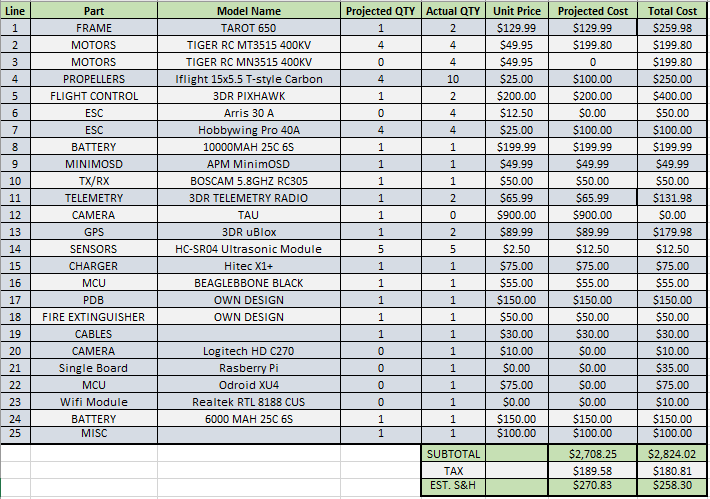 Line Part Model Name Projected QTY Actual QTY Unit Price Projected Cost Total Cost
1 FRAME TAROT 650 1 2 $129.99 $129.99 $259.98
2 MOTORS TIGER RC MT3515 400KV 4 4 $49.95 $199.80 $199.80
3 MOTORS TIGER RC MN3515 400KV 0 4 $49.95 0 $199.80
4 PROPELLERS Iflight 15x5.5 T-style Carbon 4 10 $25.00 $100.00 $250.00
5 FLIGHT CONTROL 3DR PIXHAWK 1 2 $200.00 $200.00 $400.00
6 ESC Arris 30 A 0 4 $12.50 $0.00 $50.00
7 ESC Hobbywing Pro 40A 4 4 $25.00 $100.00 $100.00
8 BATTERY 10000MAH 25C 6S 1 1 $199.99 $199.99 $199.99
9 MINIMOSD APM MinimOSD 1 1 $49.99 $49.99 $49.99
10 TX/RX BOSCAM 5.8GHZ RC305 1 1 $50.00 $50.00 $50.00
11 TELEMETRY 3DR TELEMETRY RADIO 1 2 $65.99 $65.99 $131.98
12 CAMERA TAU 1 0 $900.00 $900.00 $0.00
13 GPS 3DR uBlox 1 2 $89.99 $89.99 $179.98
14 SENSORS HC-SR04 Ultrasonic Module 5 5 $2.50 $12.50 $12.50
15 CHARGER Hitec X1+ 1 1 $75.00 $75.00 $75.00
16 MCU BEAGLEBBONE BLACK 1 1 $55.00 $55.00 $55.00
17 PDB OWN DESIGN 1 1 $150.00 $150.00 $150.00
18 FIRE EXTINGUISHER OWN DESIGN 1 1 $50.00 $50.00 $50.00
19 CABLES 1 1 $30.00 $30.00 $30.00
20 CAMERA Logitech HD C270 0 1 $10.00 $0.00 $10.00
21 Single Board Rasberry Pi 0 1 $0.00 $0.00 $35.00
22 MCU Odroid XU4 0 1 $75.00 $0.00 $75.00
23 Wifi Module Realtek RTL 8188 CUS 0 1 $0.00 $0.00 $10.00
24 BATTERY 6000 MAH 25C 6S 1 1 $150.00 $150.00 $150.00
25 MISC 1 1 $100.00 $100.00 $100.00
SUBTOTAL $2,708.25 $2,824.02
TAX $189.58 $180.81
EST. S&H $270.83 $258.30